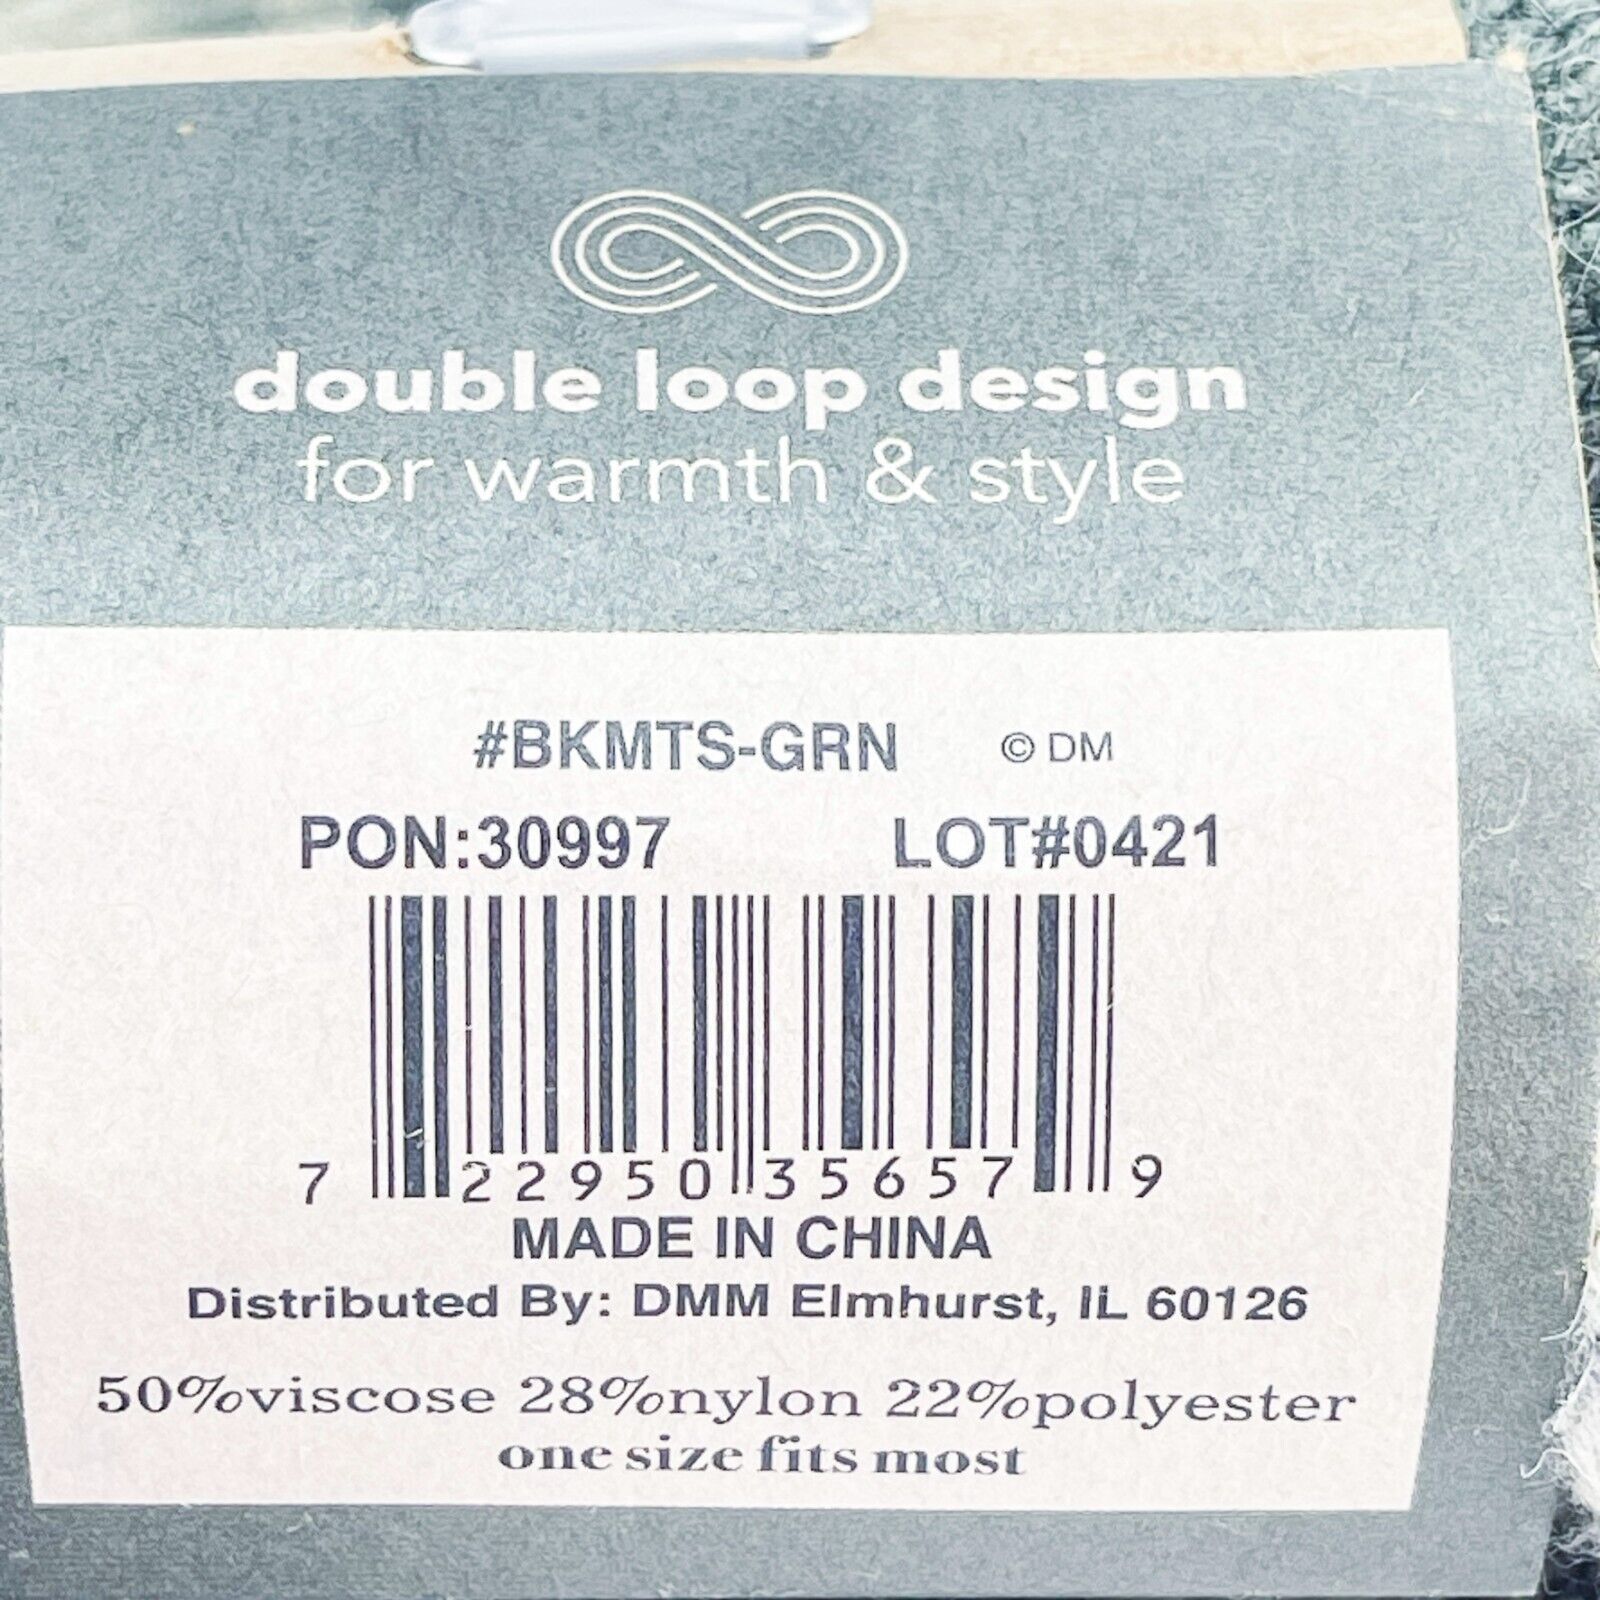 double loop design
for warmth & style
#BKMTS-GRN © DM
PON:30997 LOT#0421
7 22950 35657 9
MADE IN CHINA
Distributed By: DMM Elmhurst, IL 60126
50%viscose 28%nylon 22%polyester
one size fits most